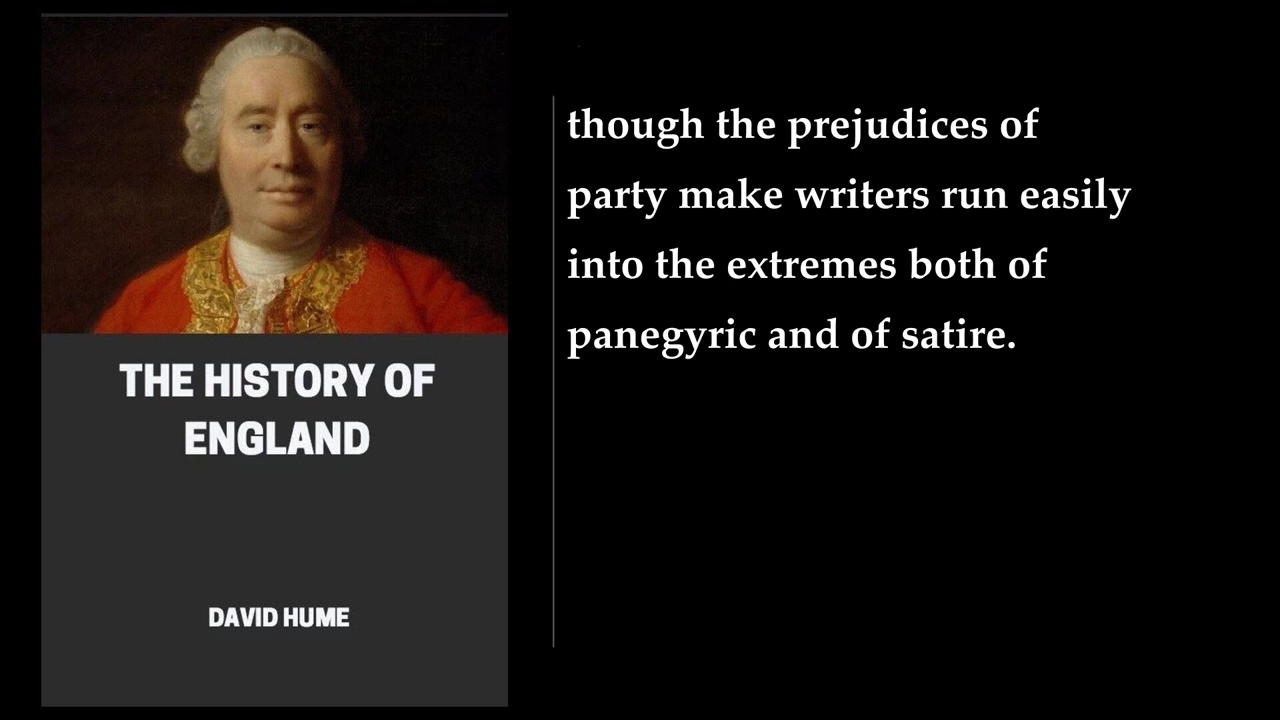 THE HISTORY OF
ENGLAND
DAVID HUME
though the prejudices of
party make writers run easily
into the extremes both of
panegyric and of satire.